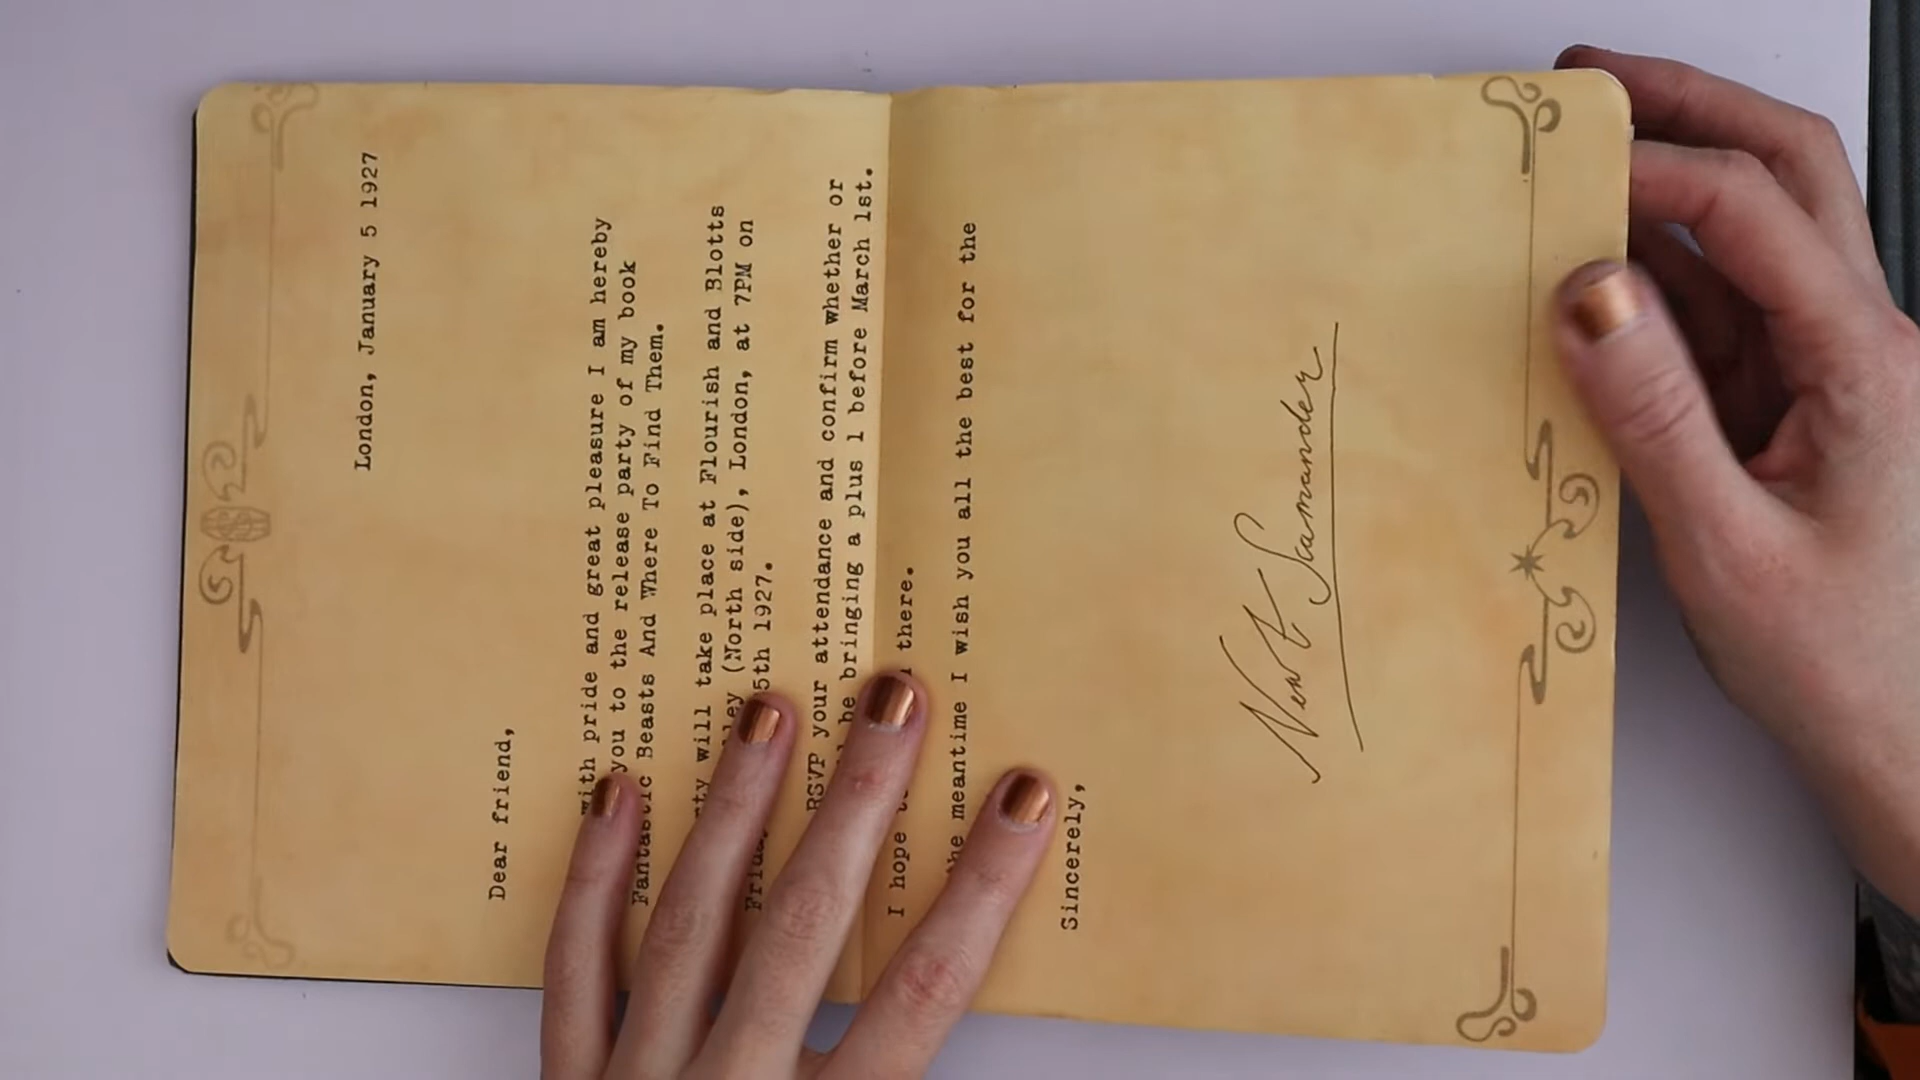 London, January 5 1927
Dear friend,
with pride and great pleasure I am hereby
you to the release party of my book
Fantastic Beasts And Where To Find Them.
will take place at Flourish and Blotts
(North side), London, at 7PM on
5th 1927.
RSVP your attendance and confirm whether or
be bringing a plus 1 before March 1st.
I hope there.
the meantime I wish you all the best for the
Sincerely,
Newt Scamander